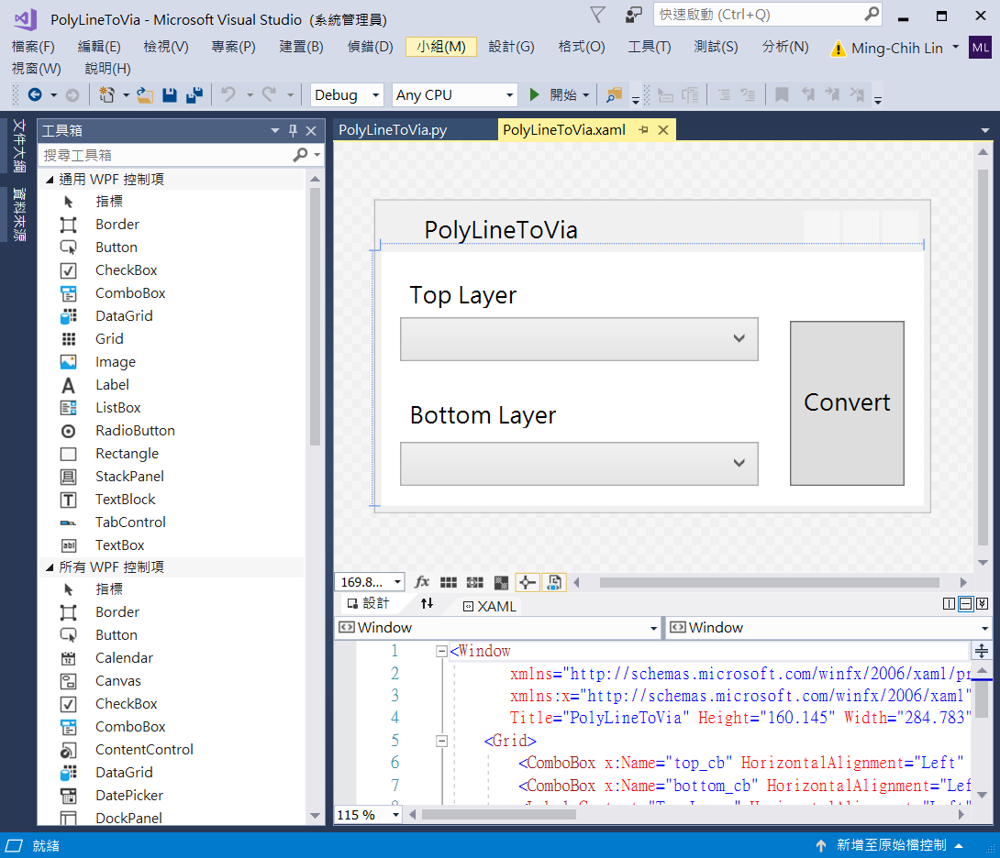 PolyLineToVia - Microsoft Visual Studio (系統管理員)
快速啟動 (Ctrl+Q)
檔案(F) 編輯(E) 檢視(V) 專案(P) 建置(B) 偵錯(D) 小組(M) 設計(G) 格式(O) 工具(T) 測試(S) 分析(N) Ming-Chih Lin ML
視窗(W) 說明(H)
Debug Any CPU 開始
文件大綱
資料來源
工具箱
搜尋工具箱
通用 WPF 控制項
指標
Border
Button
CheckBox
ComboBox
DataGrid
Grid
Image
Label
ListBox
RadioButton
Rectangle
StackPanel
TextBlock
TabControl
TextBox
所有 WPF 控制項
指標
Border
Button
Calendar
Canvas
CheckBox
ComboBox
ContentControl
DataGrid
DatePicker
DockPanel
PolyLineToVia.py PolyLineToVia.xaml
PolyLineToVia
Top Layer
Bottom Layer
Convert
169.8... fx
設計 XAML
Window Window
1 <Window
2 xmlns="http://schemas.microsoft.com/winfx/2006/xaml/pr
3 xmlns:x="http://schemas.microsoft.com/winfx/2006/xaml"
4 Title="PolyLineToVia" Height="160.145" Width="284.783"
5 <Grid>
6 <ComboBox x:Name="top_cb" HorizontalAlignment="Left"
7 <ComboBox x:Name="bottom_cb" HorizontalAlignment="Lef
115 %
就緒 新增至原始檔控制